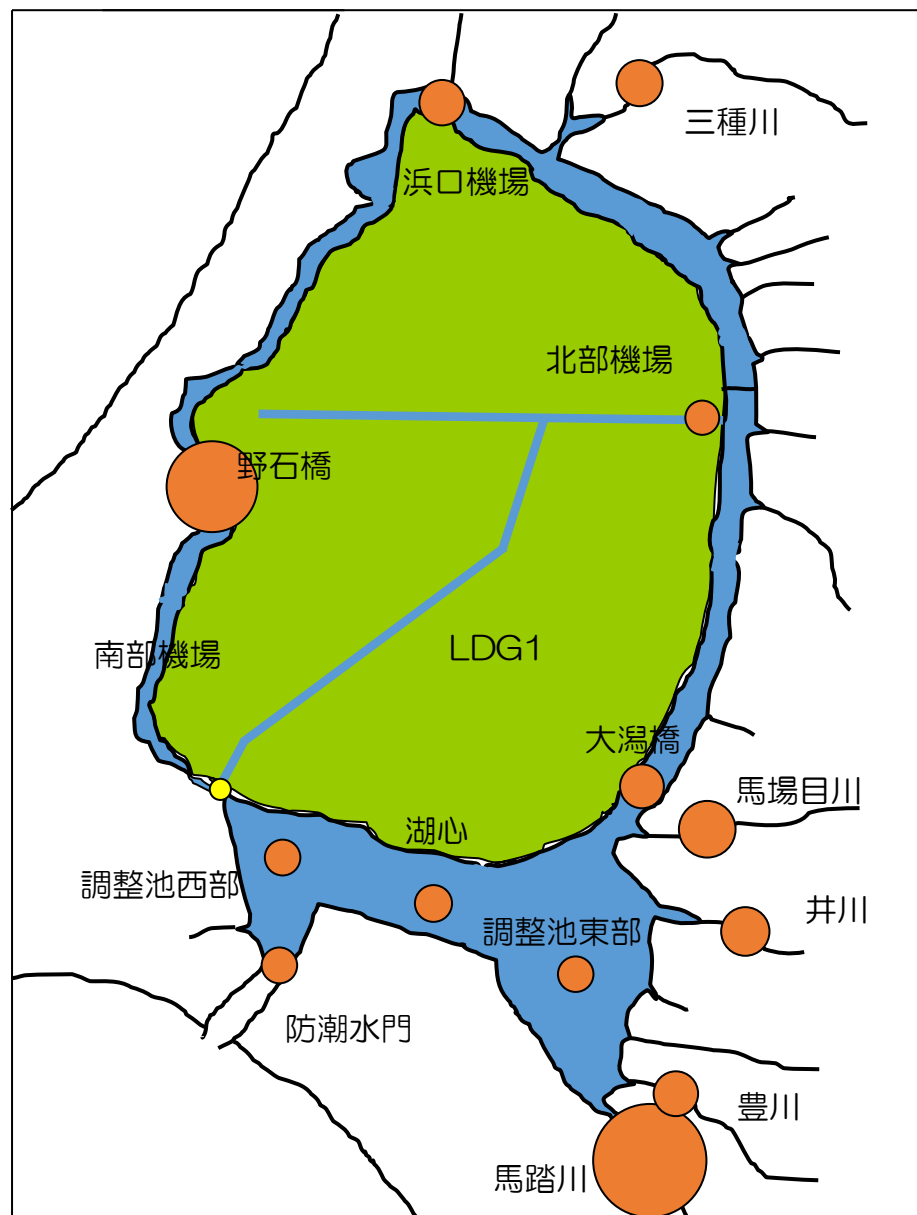 三種川
浜口機場
北部機場
野石橋
南部機場
LDG1
大潟橋
馬場目川
湖心
調整池西部
井川
調整池東部
防潮水門
豊川
馬踏川